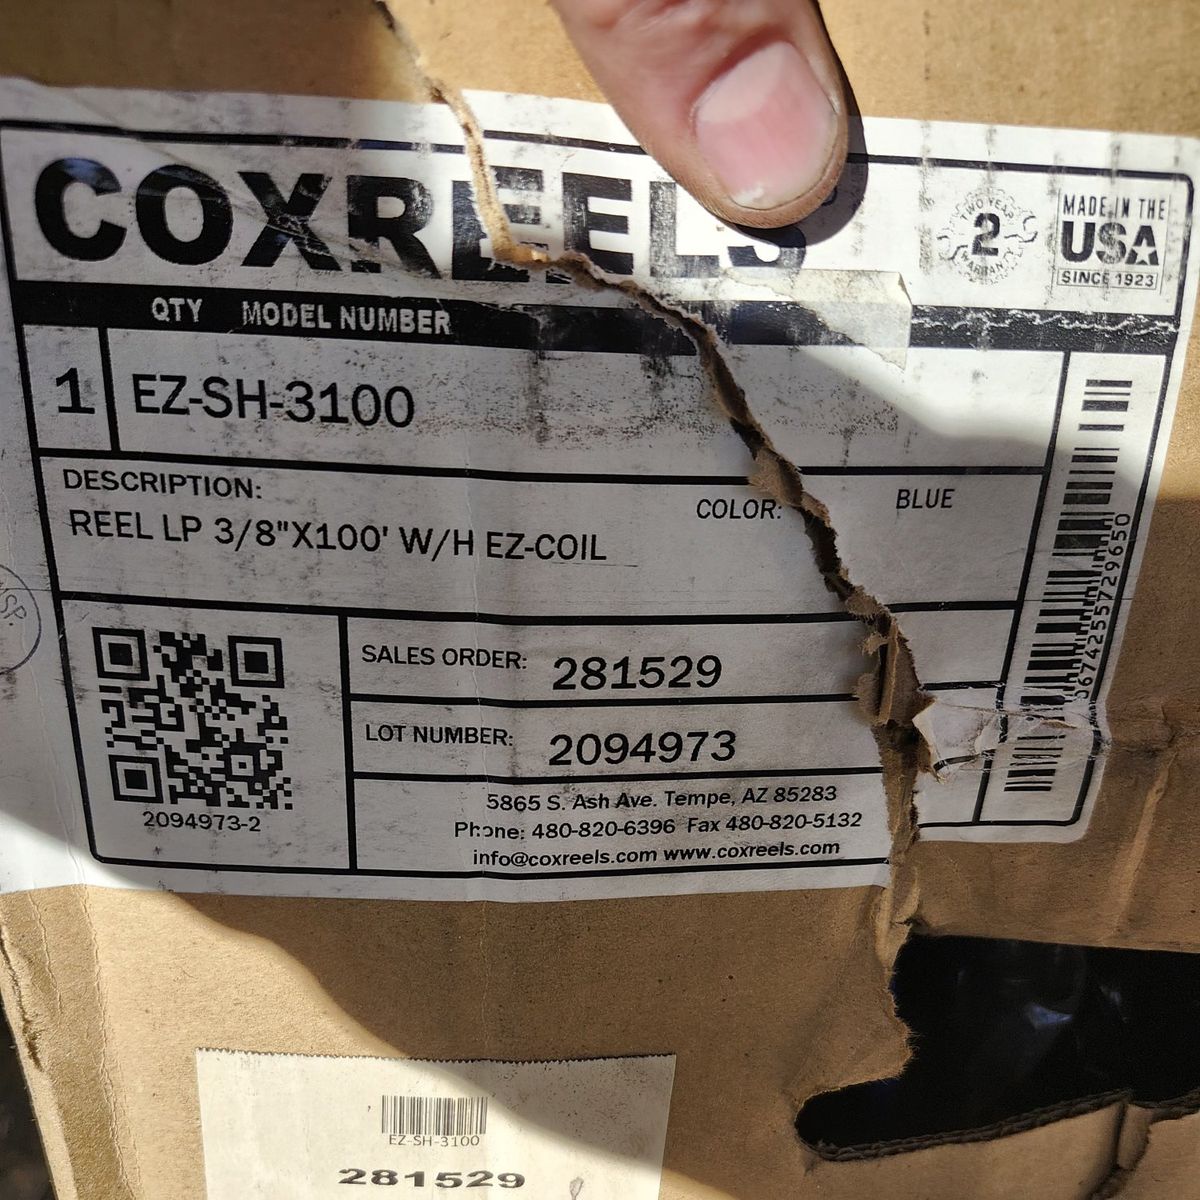 COXREELS
TWO YEAR
2
WARRANTY
MADE IN THE
USA
SINCE 1923
QTY MODEL NUMBER
1 EZ-SH-3100
DESCRIPTION:
REEL LP 3/8"X100' W/H EZ-COIL
COLOR: BLUE
SALES ORDER: 281529
LOT NUMBER: 2094973
2094973-2
5865 S. Ash Ave. Tempe, AZ 85283
Phone: 480-820-6396 Fax 480-820-5132
info@coxreels.com www.coxreels.com
EZ-SH-3100
281529